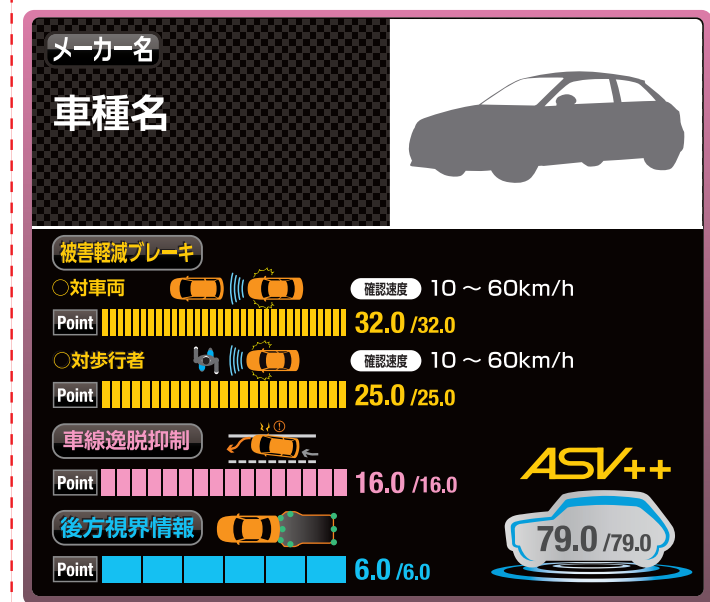 メーカー名
車種名
被害軽減ブレーキ
○対車両 確認速度 10 ～ 60km/h
Point 32.0 /32.0
○対歩行者 確認速度 10 ～ 60km/h
Point 25.0 /25.0
車線逸脱抑制
Point 16.0 /16.0
ASV++
後方視界情報
79.0 /79.0
Point 6.0 /6.0